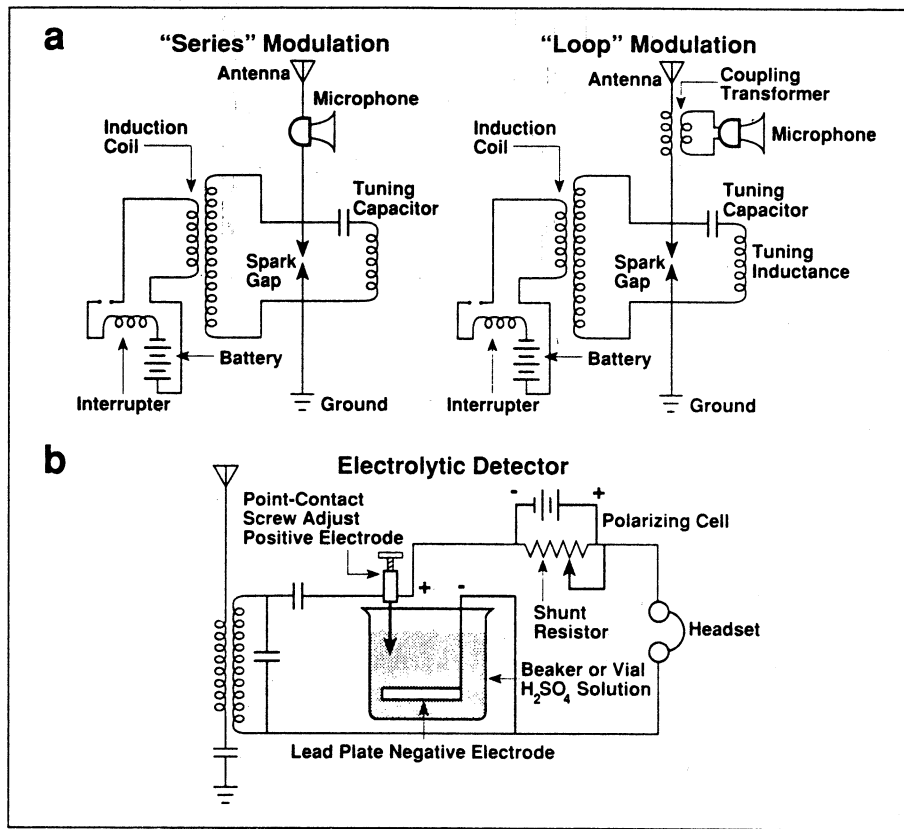 a
“Series” Modulation
Antenna
Microphone
Induction
Coil
Tuning
Capacitor
Spark
Gap
Battery
Interrupter
Ground
“Loop” Modulation
Antenna
Coupling
Transformer
Microphone
Induction
Coil
Tuning
Capacitor
Spark
Gap
Tuning
Inductance
Battery
Interrupter
Ground
b
Electrolytic Detector
Point-Contact
Screw Adjust
Positive Electrode
+
-
-
+
Polarizing Cell
Shunt
Resistor
Headset
Beaker or Vial
H2SO4 Solution
Lead Plate Negative Electrode